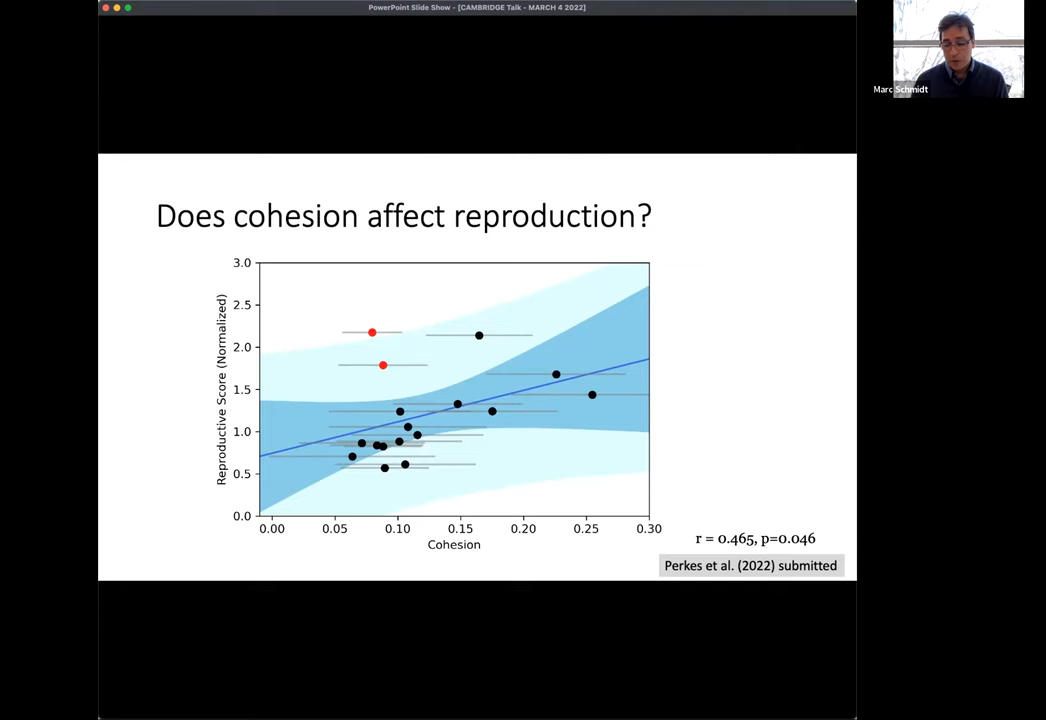 PowerPoint Slide Show - [CAMBRIDGE Talk - MARCH 4 2022]
Marc Schmidt
Does cohesion affect reproduction?
3.0
2.5
2.0
1.5
1.0
0.5
0.0
Reproductive Score (Normalized)
0.00 0.05 0.10 0.15 0.20 0.25 0.30
Cohesion
r = 0.465, p=0.046
Perkes et al. (2022) submitted